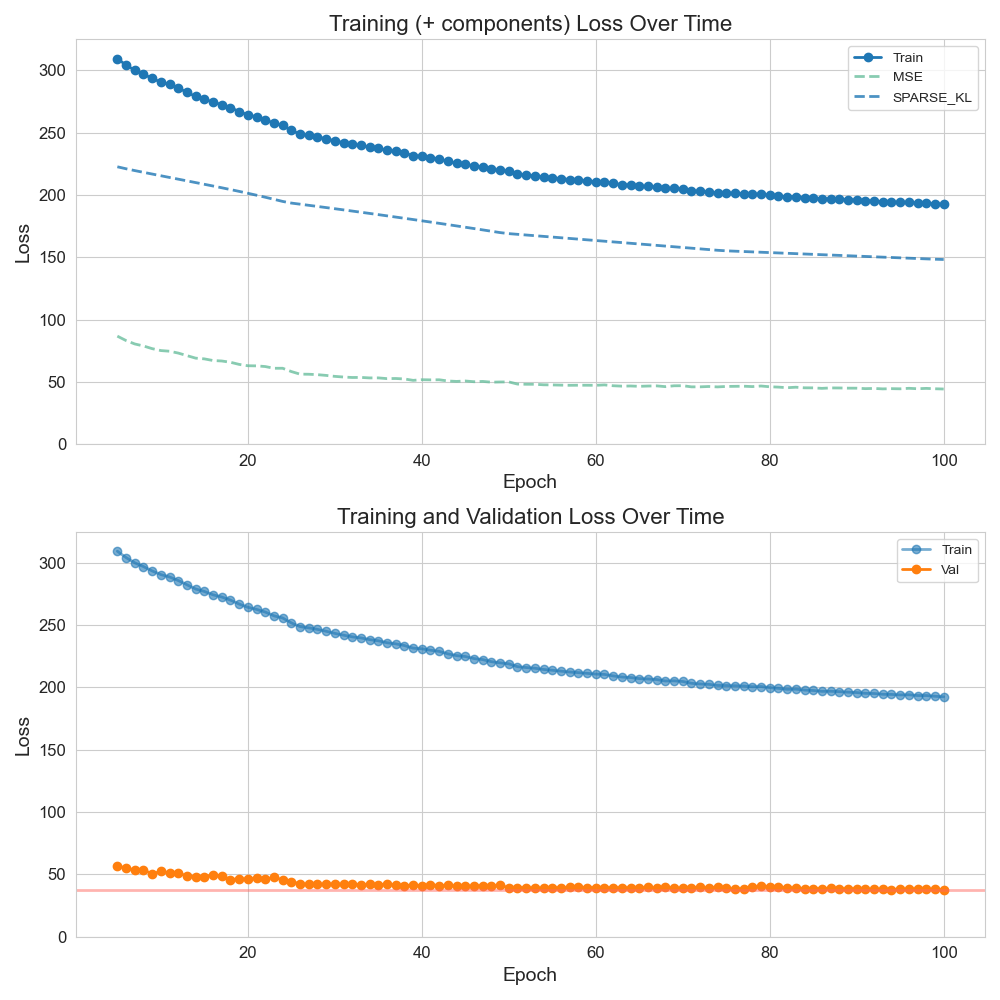 Training (+ components) Loss Over Time
Train
MSE
SPARSE_KL
Loss
300
250
200
150
100
50
0
20 40 60 80 100
Epoch
Training and Validation Loss Over Time
Train
Val
Loss
300
250
200
150
100
50
0
20 40 60 80 100
Epoch